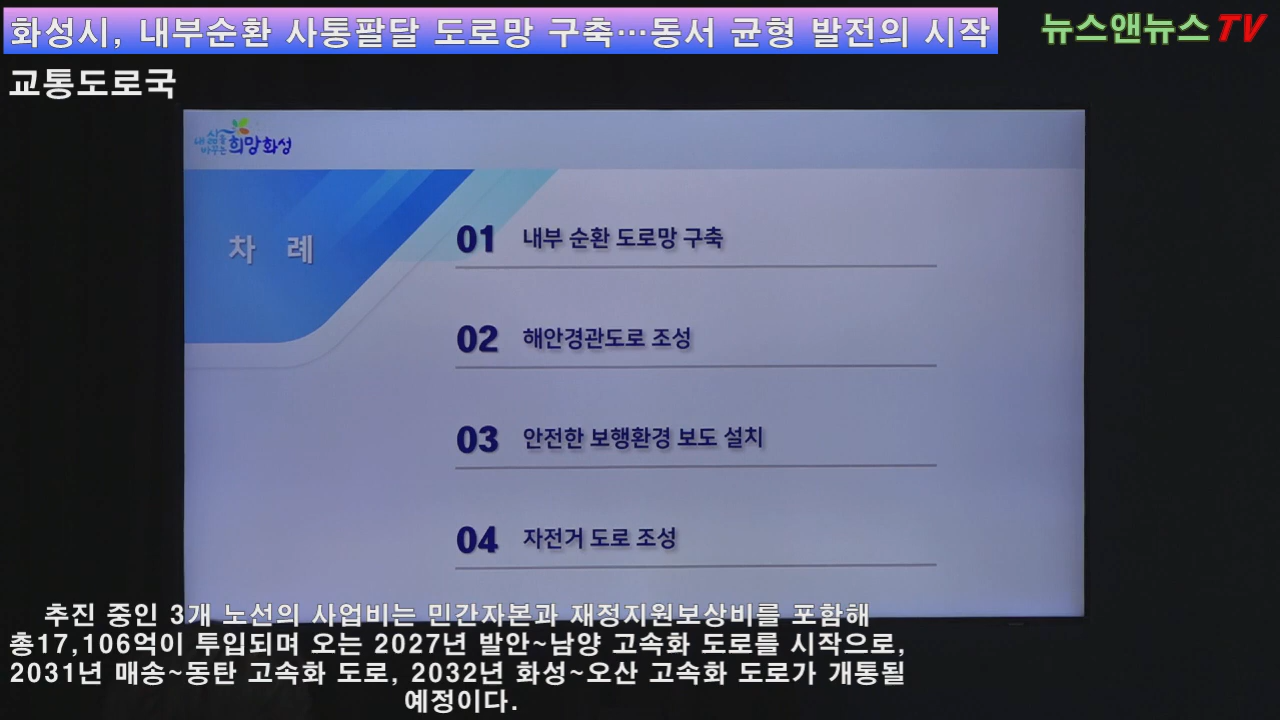 화성시, 내부순환 사통팔달 도로망 구축…동서 균형 발전의 시작
뉴스앤뉴스TV
교통도로국
내 삶을
바꾸는 희망화성
차 례
01 내부 순환 도로망 구축
02 해안경관도로 조성
03 안전한 보행환경 보도 설치
04 자전거 도로 조성
추진 중인 3개 노선의 사업비는 민간자본과 재정지원보상비를 포함해
총17,106억이 투입되며 오는 2027년 발안~남양 고속화 도로를 시작으로,
2031년 매송~동탄 고속화 도로, 2032년 화성~오산 고속화 도로가 개통될
예정이다.